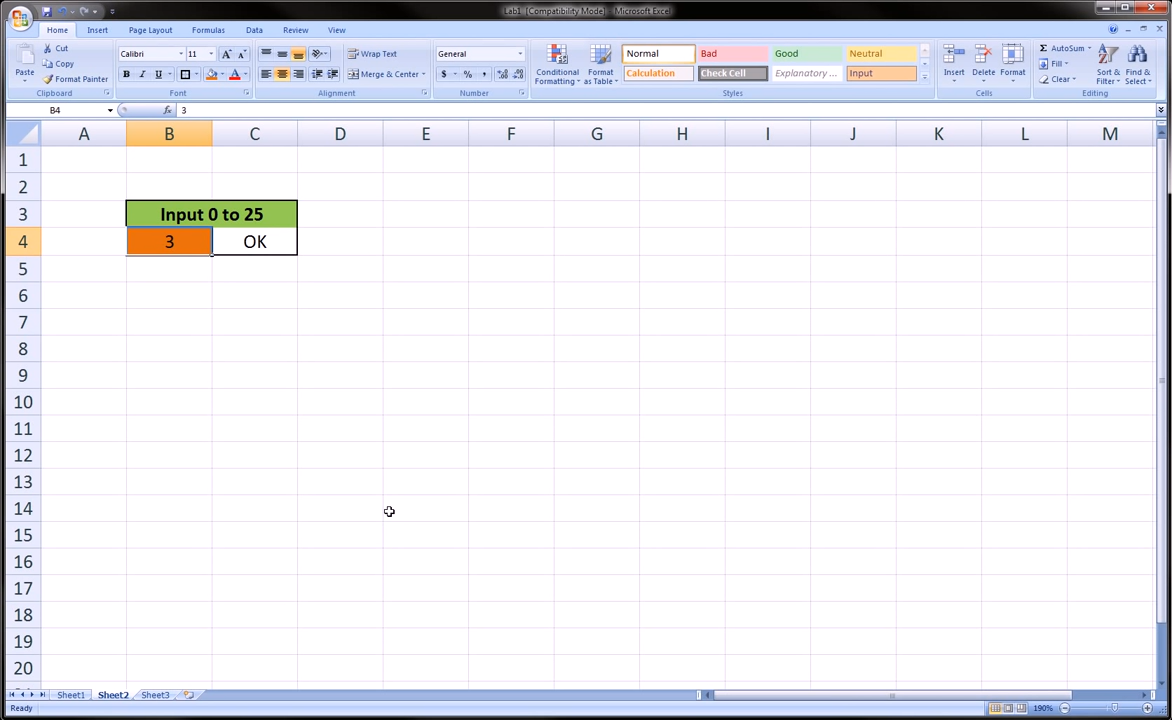 Lab1 [Compatibility Mode] - Microsoft Excel
Home Insert Page Layout Formulas Data Review View
Cut
Copy
Format Painter
Paste
Clipboard
Calibri 11
B I U
Font
Wrap Text
Merge & Center
Alignment
General
$ % ,
Number
Conditional Formatting
Format as Table
Normal Bad Good Neutral
Calculation Check Cell Explanatory ... Input
Styles
Insert Delete Format
Cells
AutoSum
Fill
Clear
Sort & Filter
Find & Select
Editing
B4 fx 3
A B C D E F G H I J K L M
1
2
3 Input 0 to 25
4 3 OK
5
6
7
8
9
10
11
12
13
14
15
16
17
18
19
20
Sheet1 Sheet2 Sheet3
Ready 190%